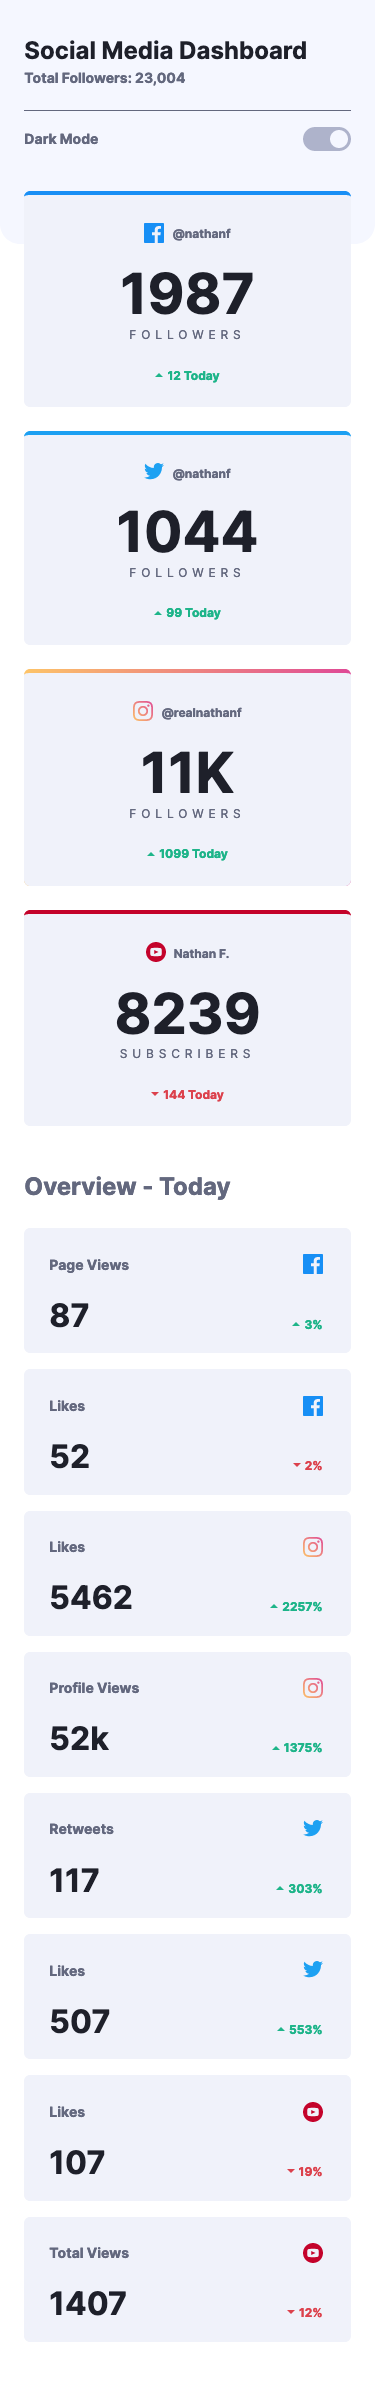 Social Media Dashboard
Total Followers: 23,004
Dark Mode
@nathanf
1987
FOLLOWERS
12 Today
@nathanf
1044
FOLLOWERS
99 Today
@realnathanf
11K
FOLLOWERS
1099 Today
Nathan F.
8239
SUBSCRIBERS
144 Today
Overview - Today
Page Views
87
3%
Likes
52
2%
Likes
5462
2257%
Profile Views
52k
1375%
Retweets
117
303%
Likes
507
553%
Likes
107
19%
Total Views
1407
12%